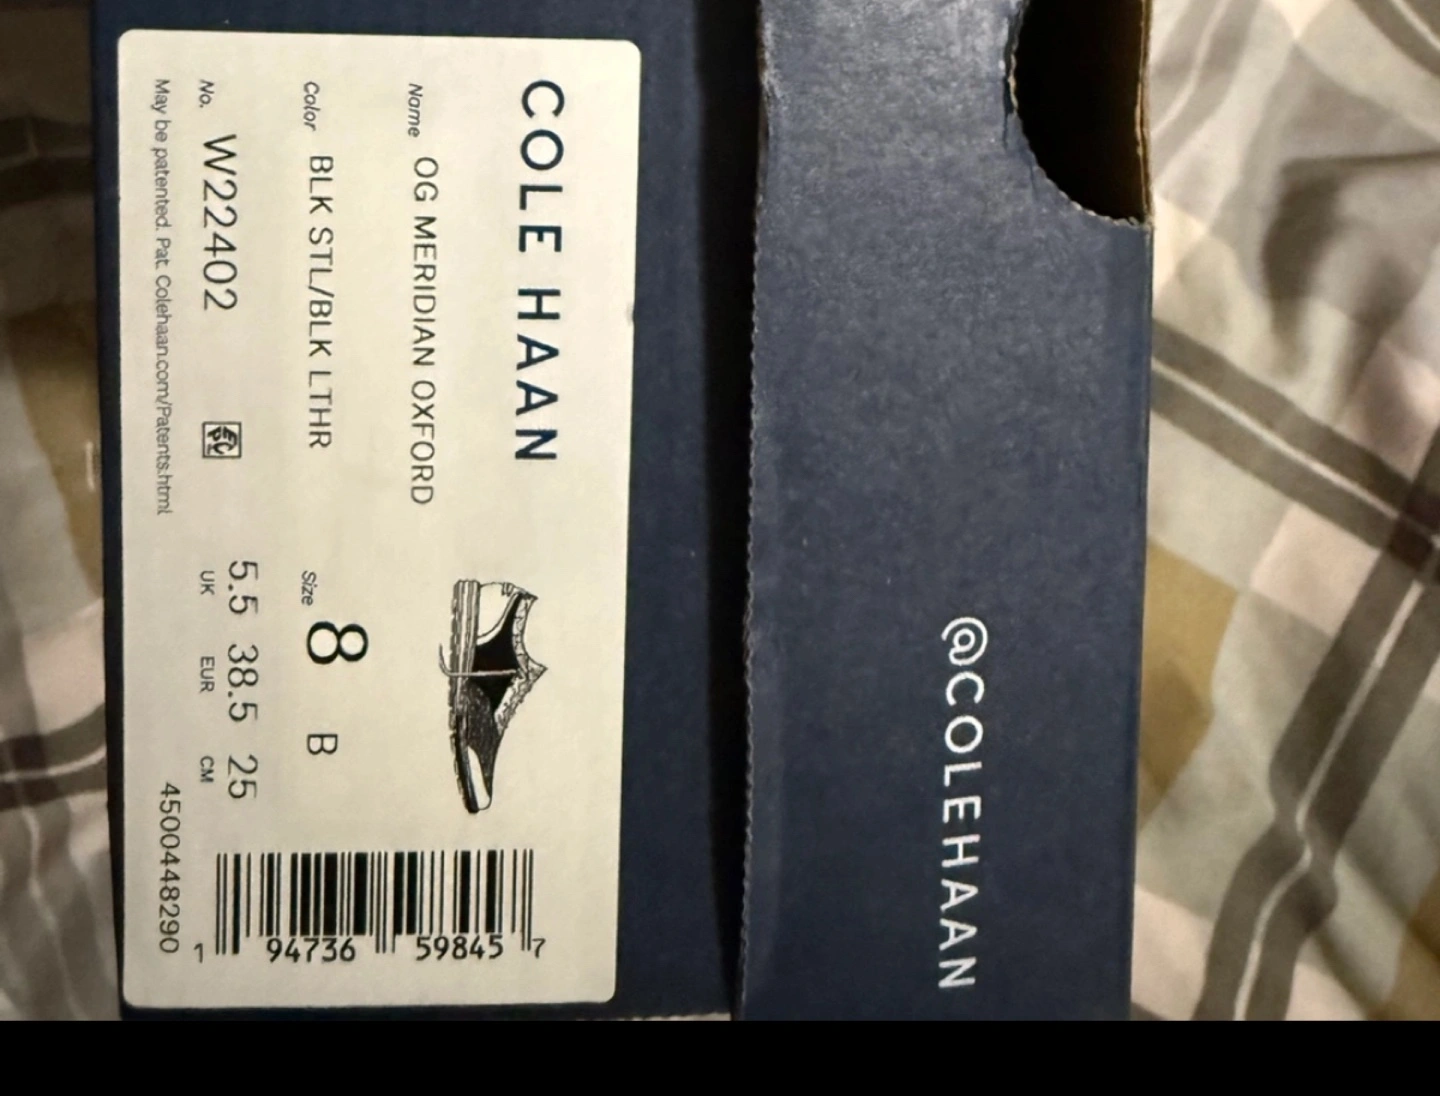 COLE HAAN
Name OG MERIDIAN OXFORD
Color BLK STL/BLK LTHR
Size 8 B
No. W22402
EPC
5.5 38.5 25
UK EUR CM
May be patented. Pat. Colehaan.com/Patents.html
4500448290
1 94736 59845 7
@COLEHAAN